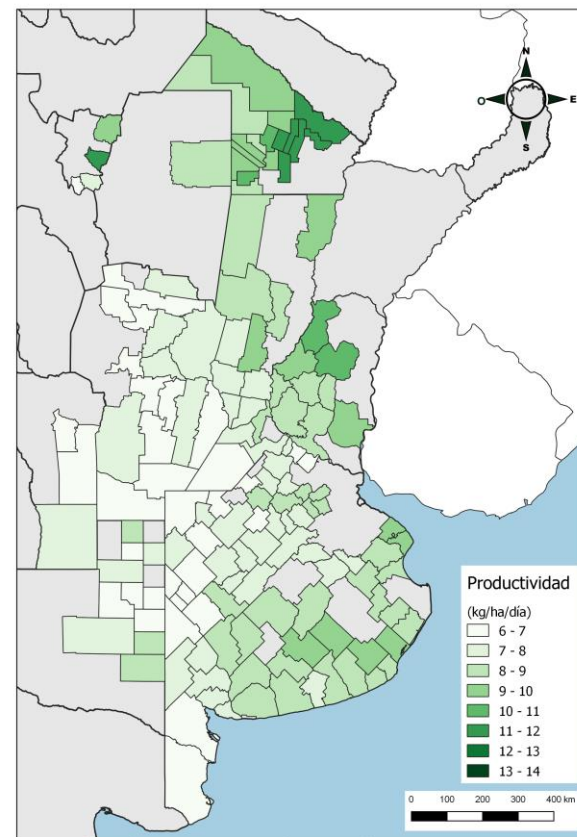 N
O
E
S
Productividad
(kg/ha/día)
6 - 7
7 - 8
8 - 9
9 - 10
10 - 11
11 - 12
12 - 13
13 - 14
0 100 200 300 400 km